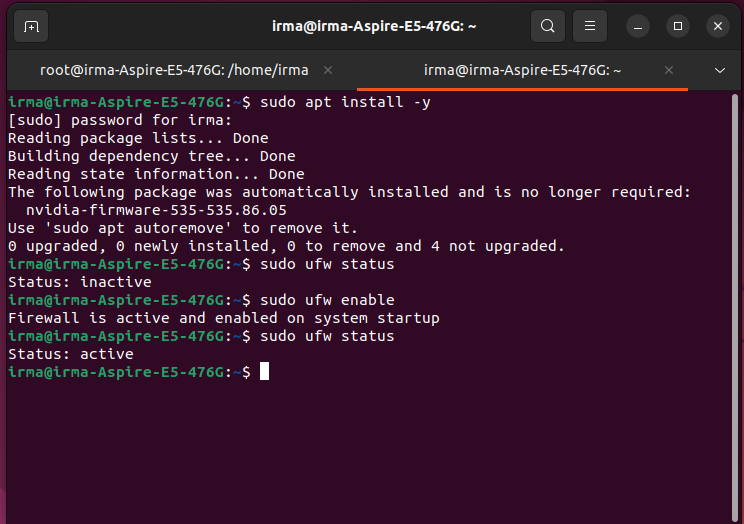 irma@irma-Aspire-E5-476G: ~
root@irma-Aspire-E5-476G: /home/irma
irma@irma-Aspire-E5-476G: ~
irma@irma-Aspire-E5-476G:~$ sudo apt install -y
[sudo] password for irma:
Reading package lists... Done
Building dependency tree... Done
Reading state information... Done
The following package was automatically installed and is no longer required:
  nvidia-firmware-535-535.86.05
Use 'sudo apt autoremove' to remove it.
0 upgraded, 0 newly installed, 0 to remove and 4 not upgraded.
irma@irma-Aspire-E5-476G:~$ sudo ufw status
Status: inactive
irma@irma-Aspire-E5-476G:~$ sudo ufw enable
Firewall is active and enabled on system startup
irma@irma-Aspire-E5-476G:~$ sudo ufw status
Status: active
irma@irma-Aspire-E5-476G:~$